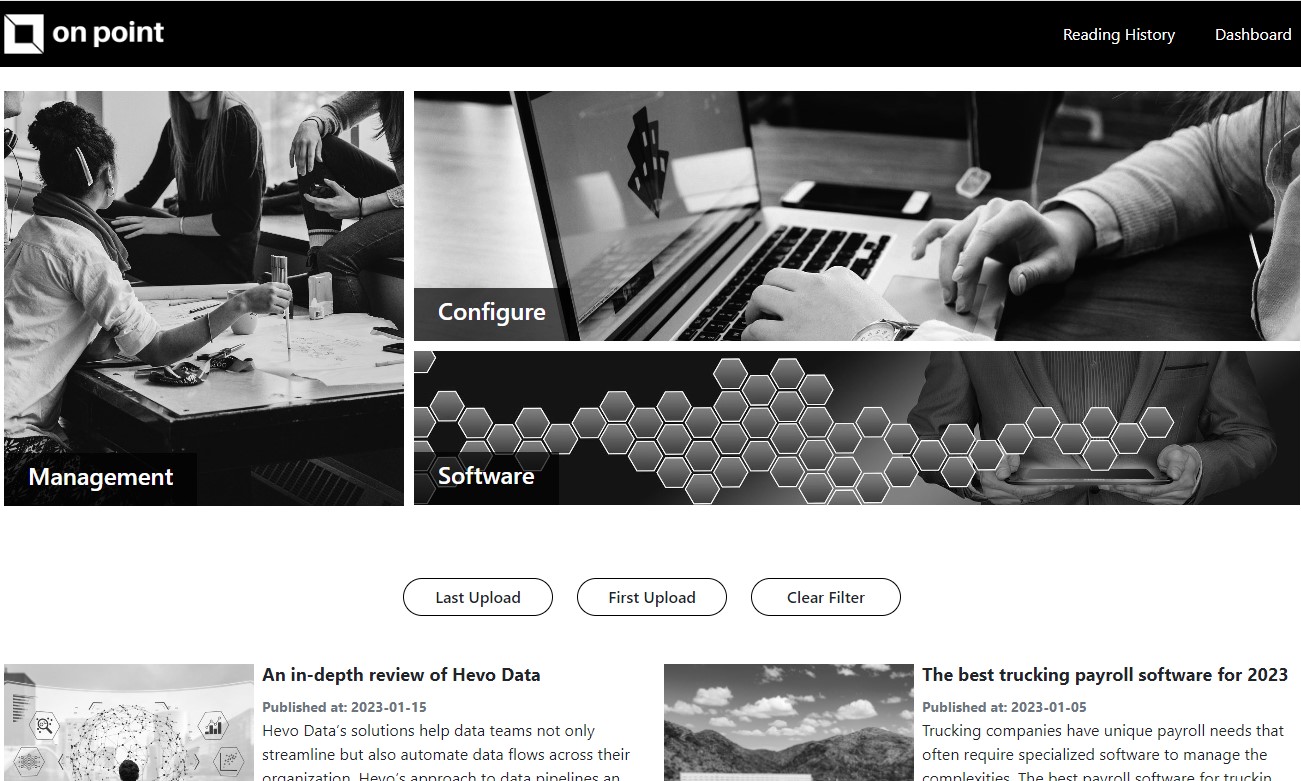 on point
Reading History
Dashboard
Configure
Management
Software
Last Upload
First Upload
Clear Filter
An in-depth review of Hevo Data
Published at: 2023-01-15
Hevo Data’s solutions help data teams not only
streamline but also automate data flows across their
organization. Hevo’s approach to data pipelines an
The best trucking payroll software for 2023
Published at: 2023-01-05
Trucking companies have unique payroll needs that
often require specialized software to manage the
complexities. The best payroll software for truckin